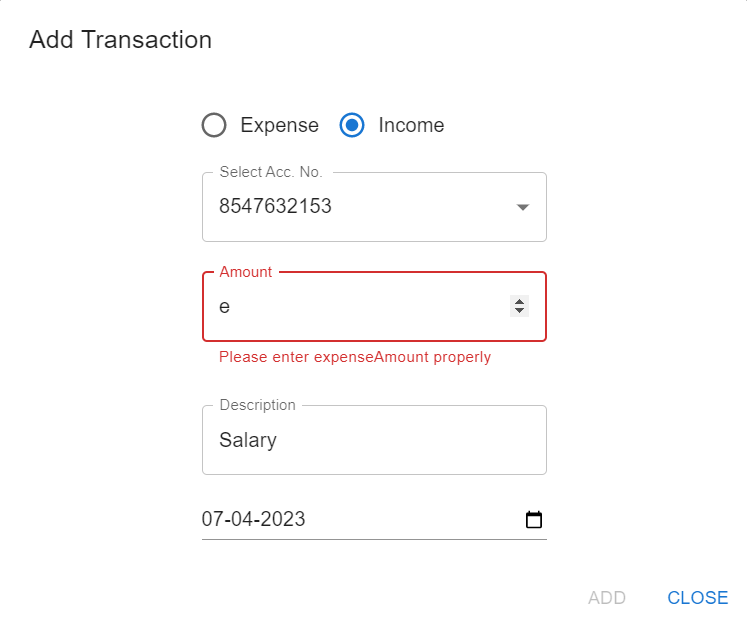 Add Transaction
Expense Income
Select Acc. No.
8547632153
Amount
e
Please enter expenseAmount properly
Description
Salary
07-04-2023
ADD CLOSE